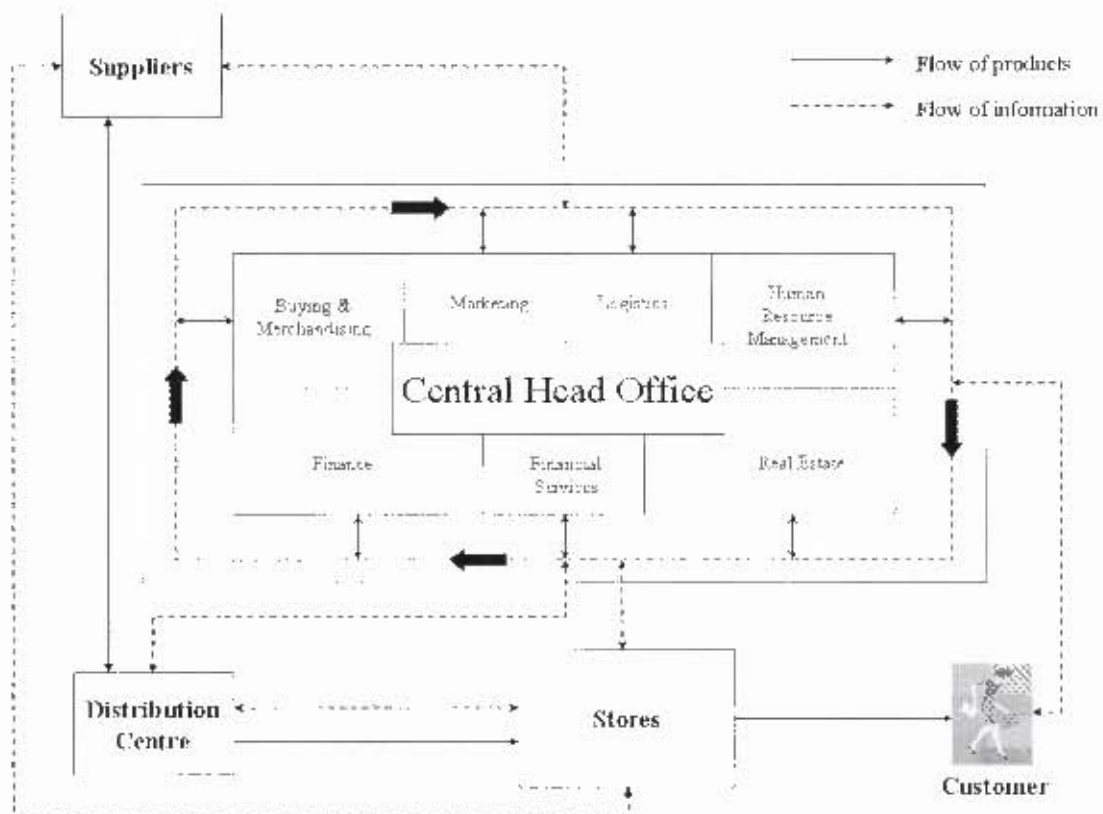 Suppliers
Flow of products
Flow of information
Buying &
Merchandising
Marketing
Logistics
Human
Resource
Management
Central Head Office
Finance
Financial
Services
Real Estate
Distribution
Centre
Stores
Customer